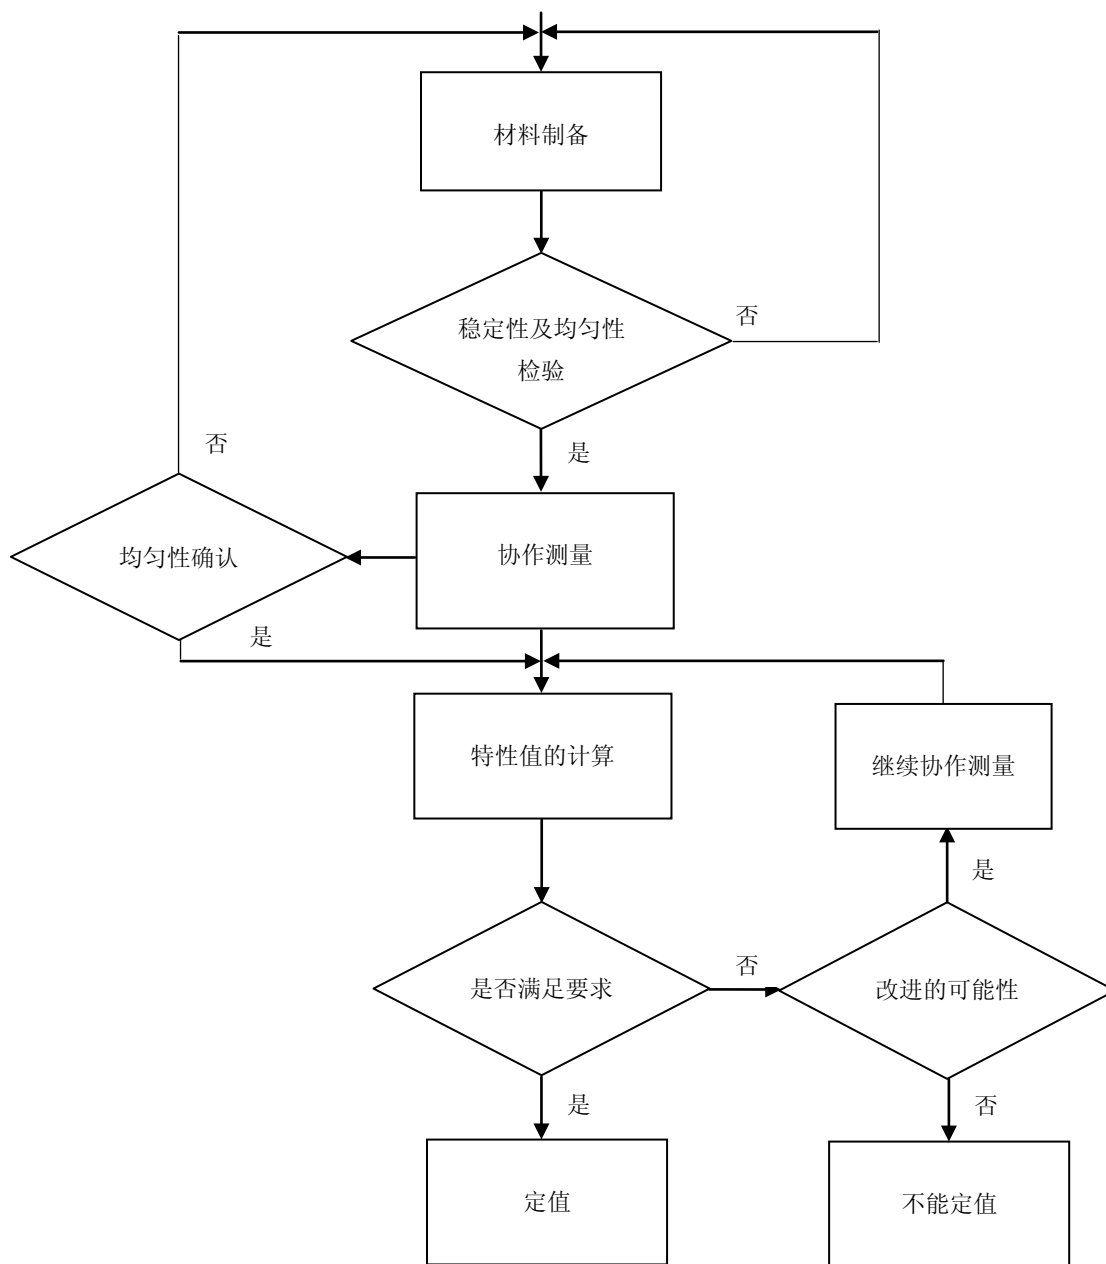 材料制备
稳定性及均匀性
检验
否
是
否
均匀性确认
协作测量
是
特性值的计算
继续协作测量
是
是否满足要求
否
改进的可能性
是
否
定值
不能定值